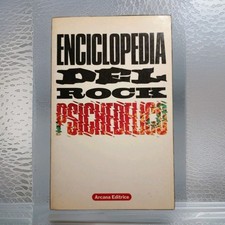 ENCICLOPEDIA
DEL
ROCK
PSICHEDELICO
Arcana Editrice